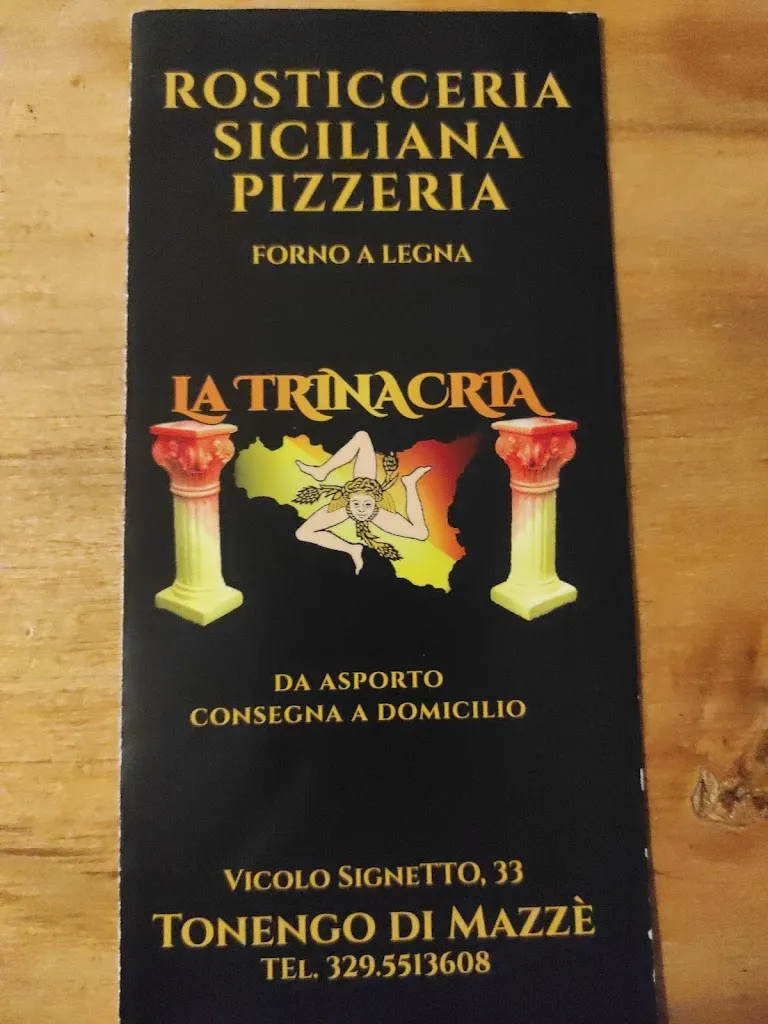 ROSTICCERIA
SICILIANA
PIZZERIA
FORNO A LEGNA
LA TRINACRIA
DA ASPORTO
CONSEGNA A DOMICILIO
VICOLO SIGNETTO, 33
TONENGO DI MAZZÈ
TEL. 329.5513608